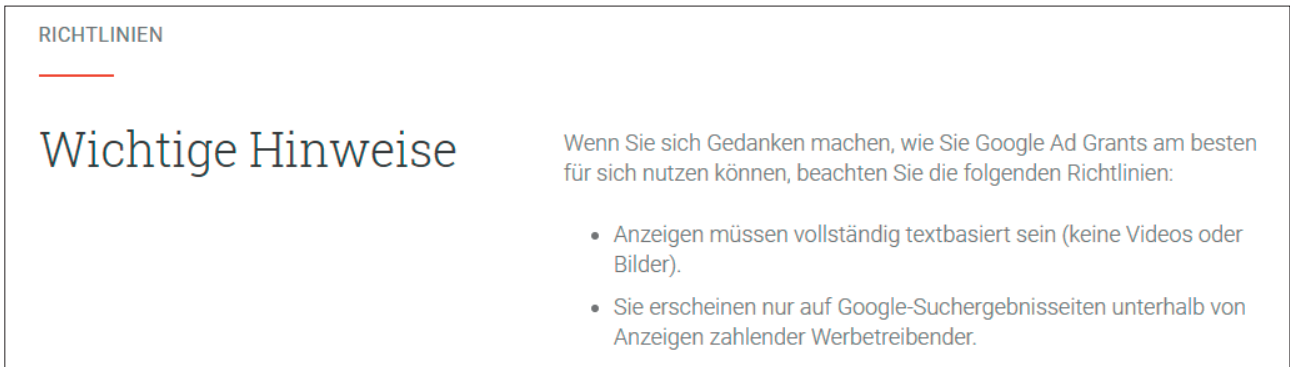 RICHTLINIEN
Wichtige Hinweise
Wenn Sie sich Gedanken machen, wie Sie Google Ad Grants am besten
für sich nutzen können, beachten Sie die folgenden Richtlinien:
• Anzeigen müssen vollständig textbasiert sein (keine Videos oder
Bilder).
• Sie erscheinen nur auf Google-Suchergebnisseiten unterhalb von
Anzeigen zahlender Werbetreibender.